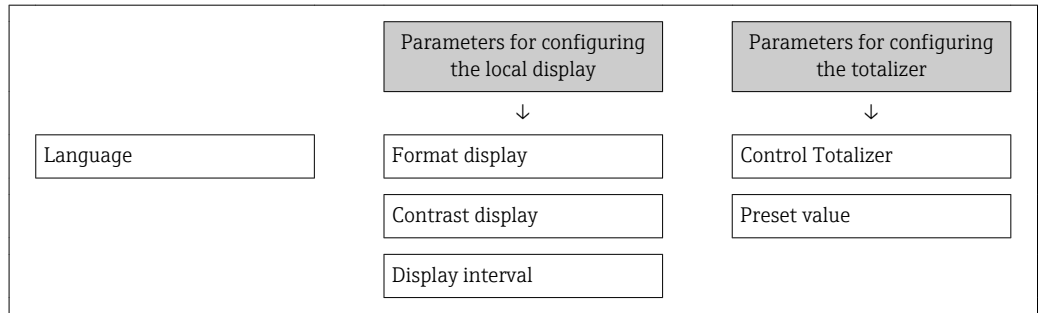 Parameters for configuring
the local display
Parameters for configuring
the totalizer
↓
↓
Language
Format display
Control Totalizer
Contrast display
Preset value
Display interval